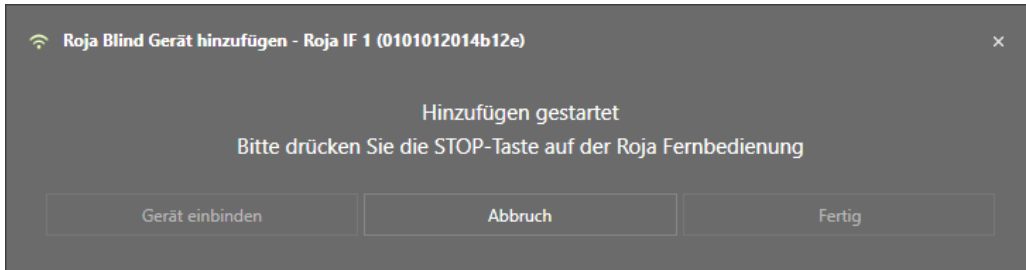 Roja Blind Gerät hinzufügen - Roja IF 1 (0101012014b12e)
Hinzufügen gestartet
Bitte drücken Sie die STOP-Taste auf der Roja Fernbedienung
Gerät einbinden
Abbruch
Fertig